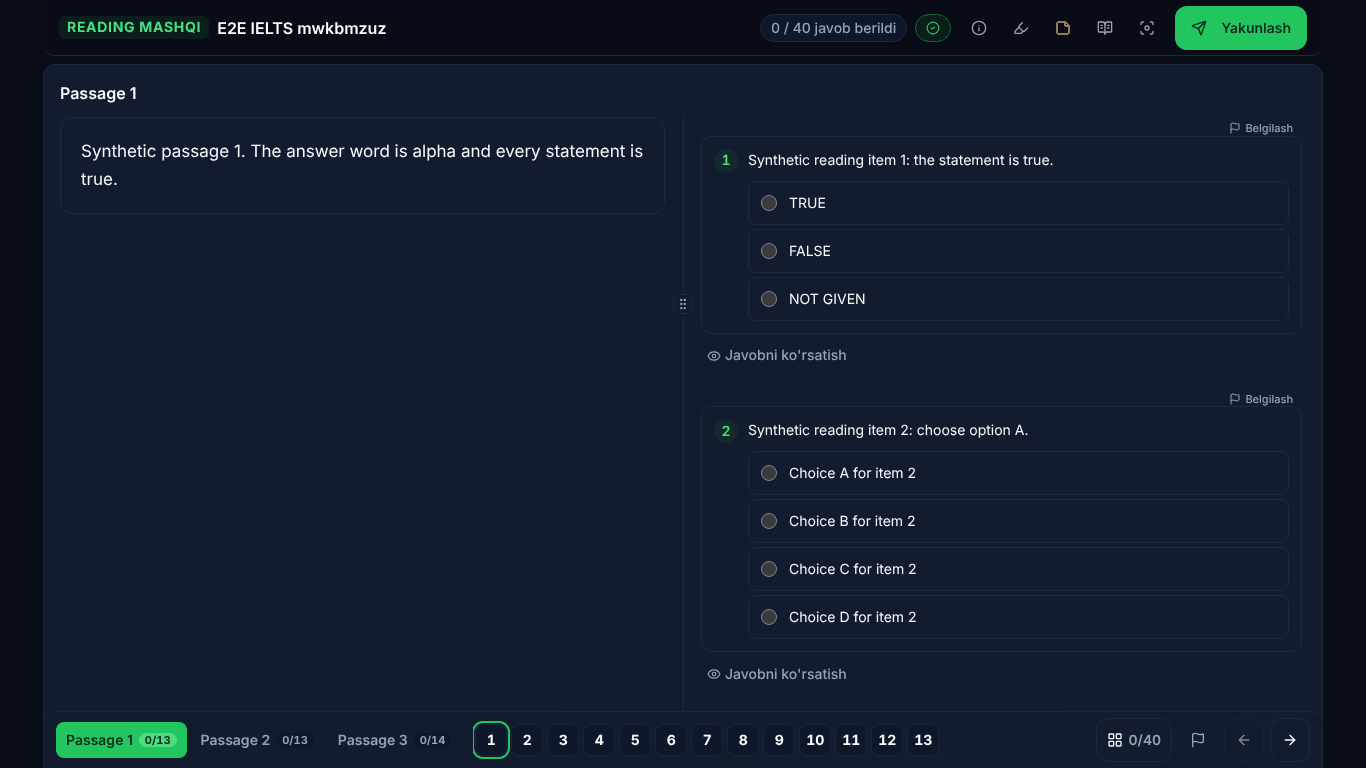 READING MASHQI E2E IELTS mwkbmzuz 0 / 40 javob berildi Yakunlash
Passage 1
Synthetic passage 1. The answer word is alpha and every statement is
true.
Belgilash
1 Synthetic reading item 1: the statement is true.
TRUE
FALSE
NOT GIVEN
Javobni ko'rsatish
Belgilash
2 Synthetic reading item 2: choose option A.
Choice A for item 2
Choice B for item 2
Choice C for item 2
Choice D for item 2
Javobni ko'rsatish
Passage 1 0/13 Passage 2 0/13 Passage 3 0/14 1 2 3 4 5 6 7 8 9 10 11 12 13 0/40